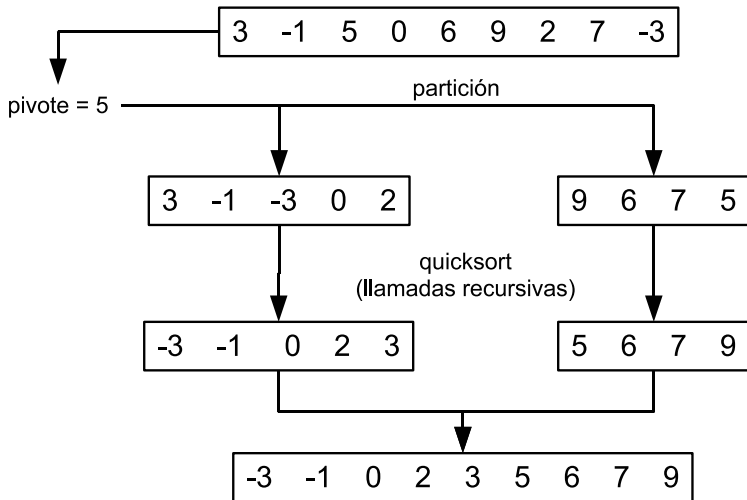 3 -1 5 0 6 9 2 7 -3
pivote = 5
partición
3 -1 -3 0 2
9 6 7 5
quicksort
(llamadas recursivas)
-3 -1 0 2 3
5 6 7 9
-3 -1 0 2 3 5 6 7 9